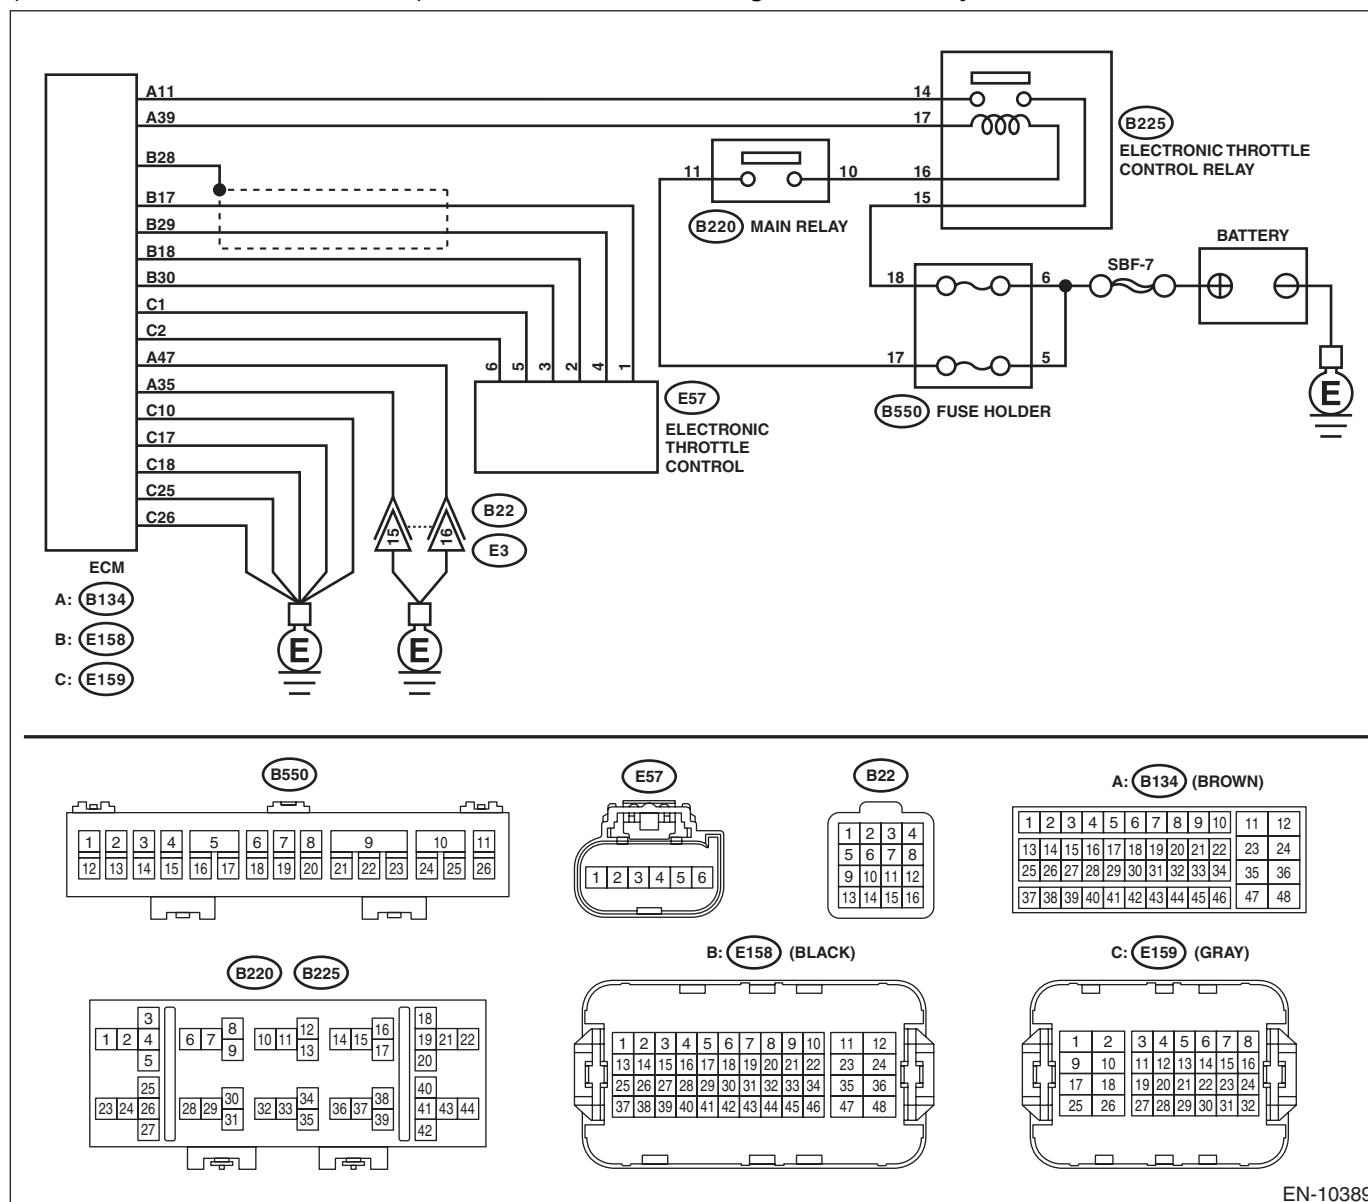 A11
A39
B28
B17
B29
B18
B30
C1
C2
A47
A35
C10
C17
C18
C25
C26
ECM
A: B134
B: E158
C: E159
14
17
16
15
B225
ELECTRONIC THROTTLE
CONTROL RELAY
11
10
B220 MAIN RELAY
BATTERY
SBF-7
18
6
17
5
B550 FUSE HOLDER
E
6 5 3 2 4 1
E57
ELECTRONIC
THROTTLE
CONTROL
B22
E3
15 16
E E
B550
1 2 3 4 5 6 7 8 9 10 11
12 13 14 15 16 17 18 19 20 21 22 23 24 25 26
E57
1 2 3 4 5 6
B22
1 2 3 4
5 6 7 8
9 10 11 12
13 14 15 16
A: B134 (BROWN)
1 2 3 4 5 6 7 8 9 10 11 12
13 14 15 16 17 18 19 20 21 22 23 24
25 26 27 28 29 30 31 32 33 34 35 36
37 38 39 40 41 42 43 44 45 46 47 48
B220 B225
3 8 12 16 18
1 2 4 6 7 10 11 14 15 19 21 22
5 9 13 17 20
25 30 34 38 40
23 24 26 28 29 32 33 36 37 41 43 44
27 31 35 39 42
B: E158 (BLACK)
1 2 3 4 5 6 7 8 9 10 11 12
13 14 15 16 17 18 19 20 21 22 23 24
25 26 27 28 29 30 31 32 33 34 35 36
37 38 39 40 41 42 43 44 45 46 47 48
C: E159 (GRAY)
1 2 3 4 5 6 7 8
9 10 11 12 13 14 15 16
17 18 19 20 21 22 23 24
25 26 27 28 29 30 31 32
EN-10389